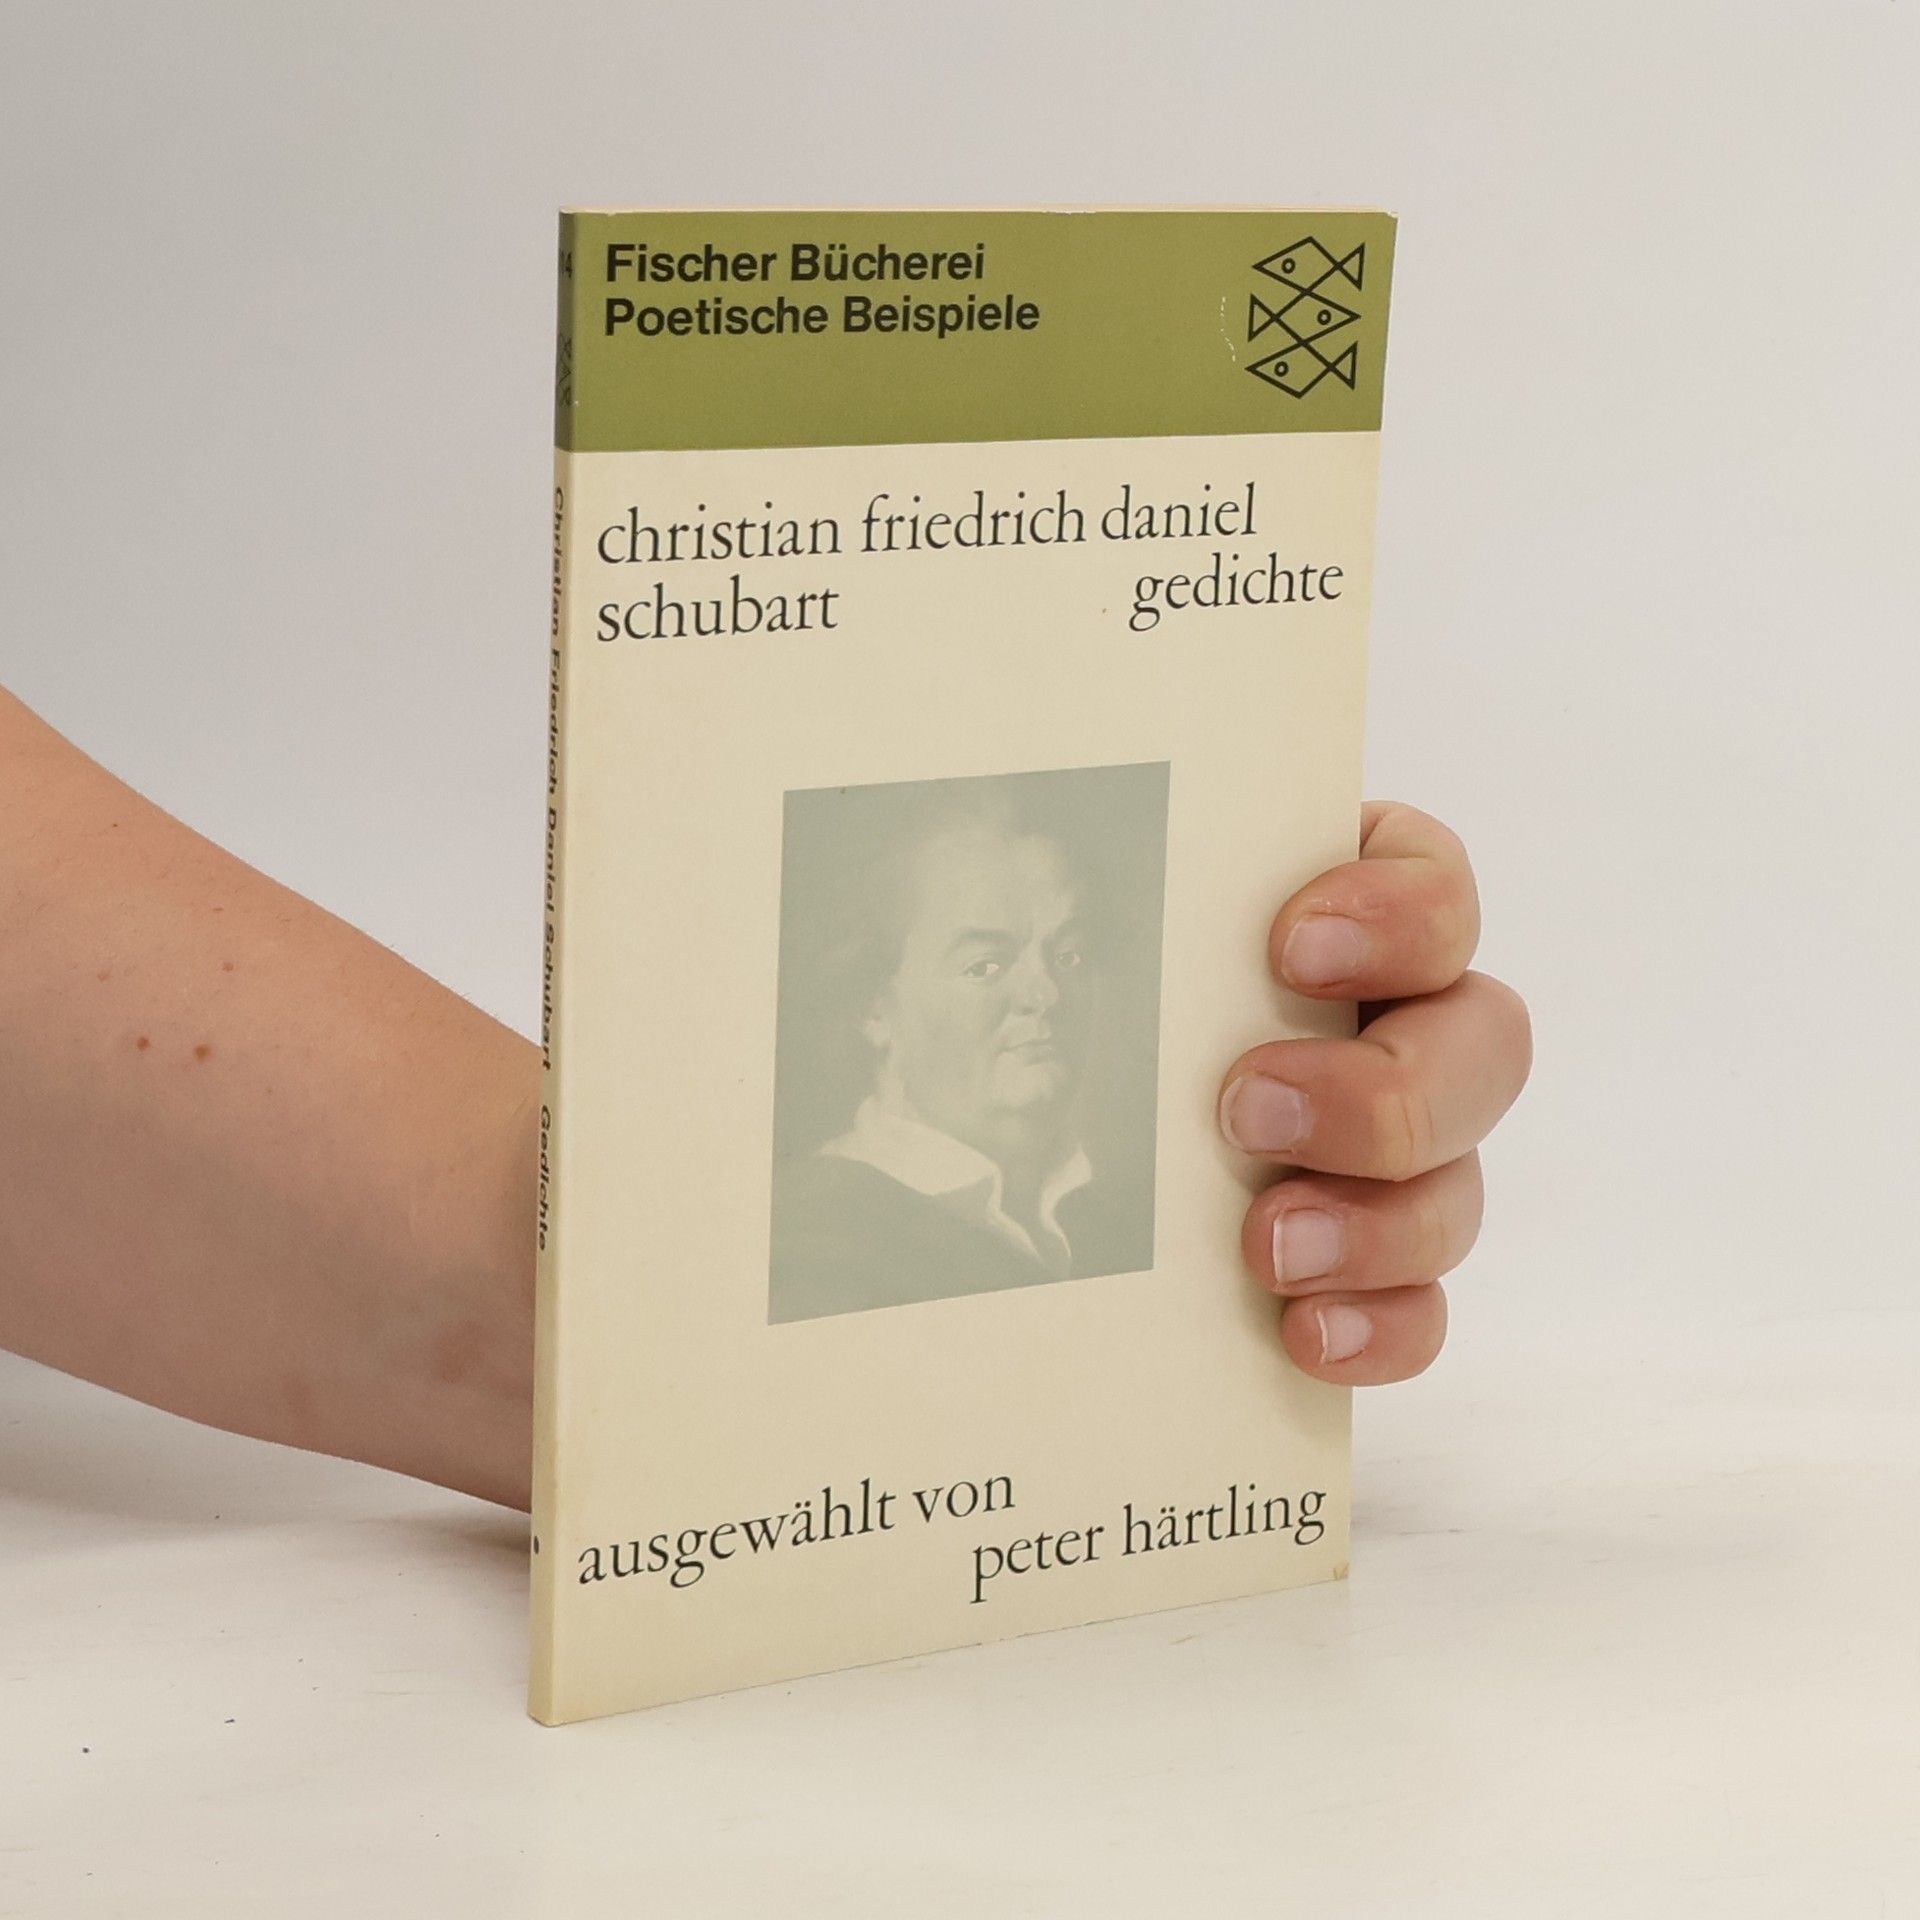 Fischer Bücherei
Poetische Beispiele
christian friedrich daniel
schubart
gedichte
ausgewählt von
peter härtling
Christian Friedrich Daniel Schubart Gedichte